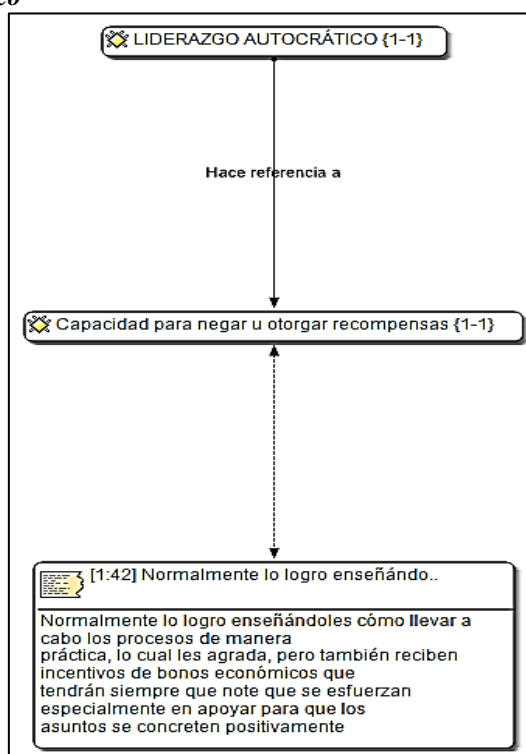 LIDERAZGO AUTOCRÁTICO {1-1}
Hace referencia a
Capacidad para negar u otorgar recompensas {1-1}
[1:42] Normalmente lo logro enseñándo..
Normalmente lo logro enseñándoles cómo llevar a
cabo los procesos de manera
práctica, lo cual les agrada, pero también reciben
incentivos de bonos económicos que
tendrán siempre que note que se esfuerzan
especialmente en apoyar para que los
asuntos se concreten positivamente